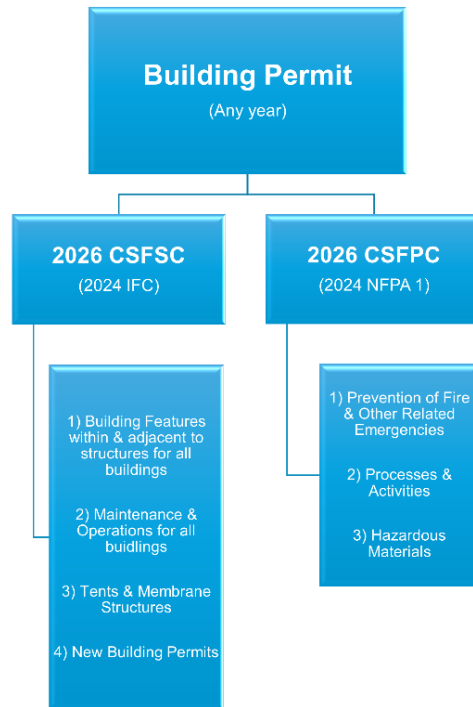 Building Permit
(Any year)
2026 CSFSC
(2024 IFC)
2026 CSFPC
(2024 NFPA 1)
1) Building Features
within & adjacent to
structures for all
buildings
2) Maintenance &
Operations for all
buidlings
3) Tents & Membrane
Structures
4) New Building Permits
1) Prevention of Fire
& Other Related
Emergencies
2) Processes &
Activities
3) Hazardous
Materials